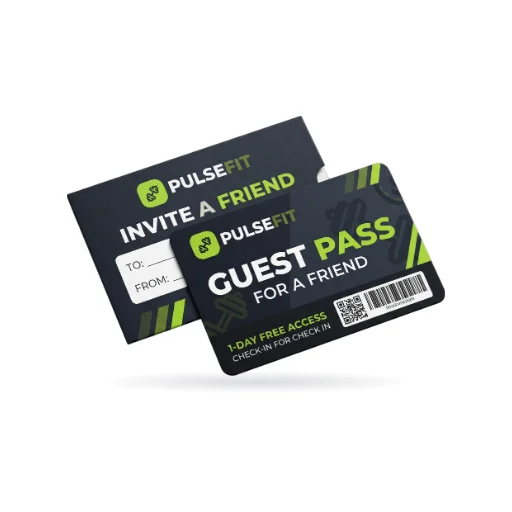 PULSEFIT
INVITE A FRIEND
TO:
FROM:
PULSEFIT
GUEST PASS
FOR A FRIEND
1-DAY FREE ACCESS
CHECK-IN FOR CHECK IN